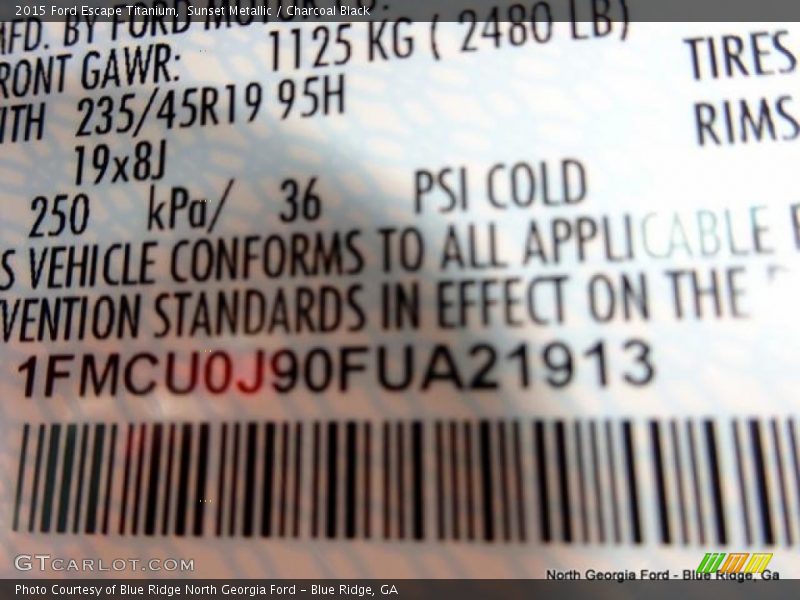 2015 Ford Escape Titanium, Sunset Metallic / Charcoal Black
MFD. BY FORD MOTOR
FRONT GAWR: 1125 KG ( 2480 LB) TIRES
WITH 235/45R19 95H RIMS
19x8J
250 kPa/ 36 PSI COLD
S VEHICLE CONFORMS TO ALL APPLICABLE F
VENTION STANDARDS IN EFFECT ON THE
1FMCU0J90FUA21913
GTCARLOT.COM
North Georgia Ford - Blue Ridge, Ga
Photo Courtesy of Blue Ridge North Georgia Ford – Blue Ridge, GA